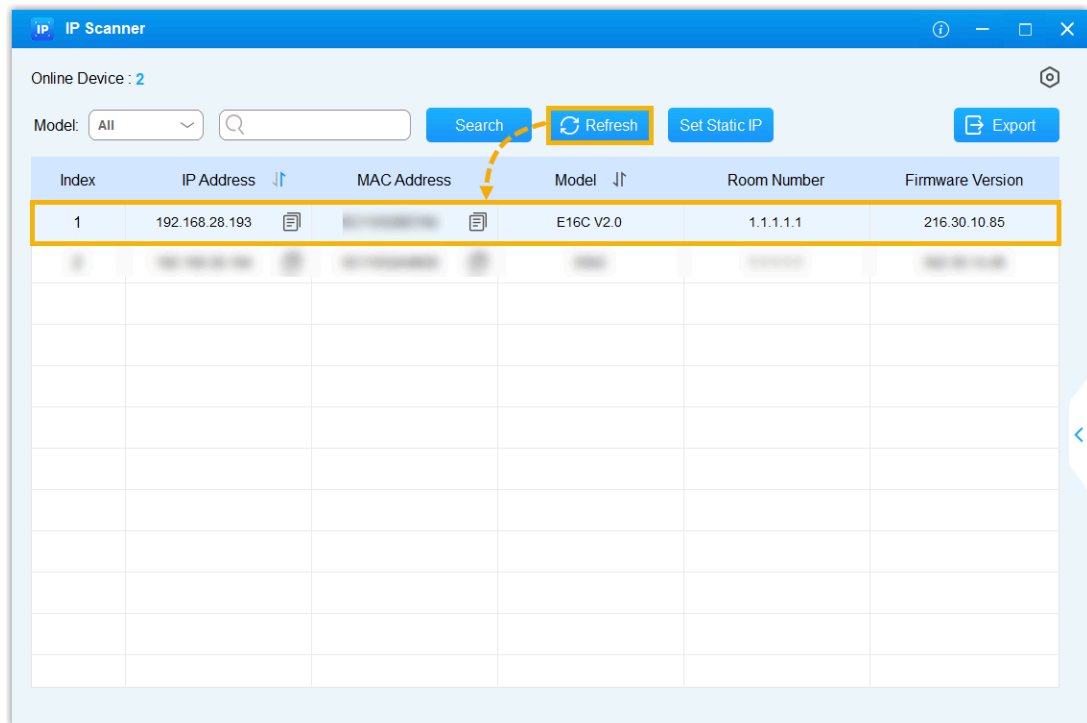 IP IP Scanner
Online Device : 2
Model: All Search Refresh Set Static IP Export
Index IP Address MAC Address Model Room Number Firmware Version
1 192.168.28.193 E16C V2.0 1.1.1.1.1 216.30.10.85